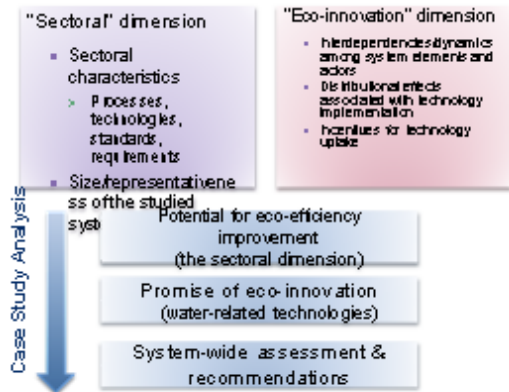 "Sectoral" dimension
Sectoral
characteristics
Processes,
technologies,
standards,
requirements
Size/representativene
ss of the studied
syst
"Eco-innovation" dimension
Interdependencies/dynamics
among system elements and
actors
Distributional effects
associated with technology
implementation
Incentives for technology
uptake
Case Study Analysis
Potential for eco-efficiency
improvement
(the sectoral dimension)
Promise of eco-innovation
(water-related technologies)
System-wide assessment &
recommendations